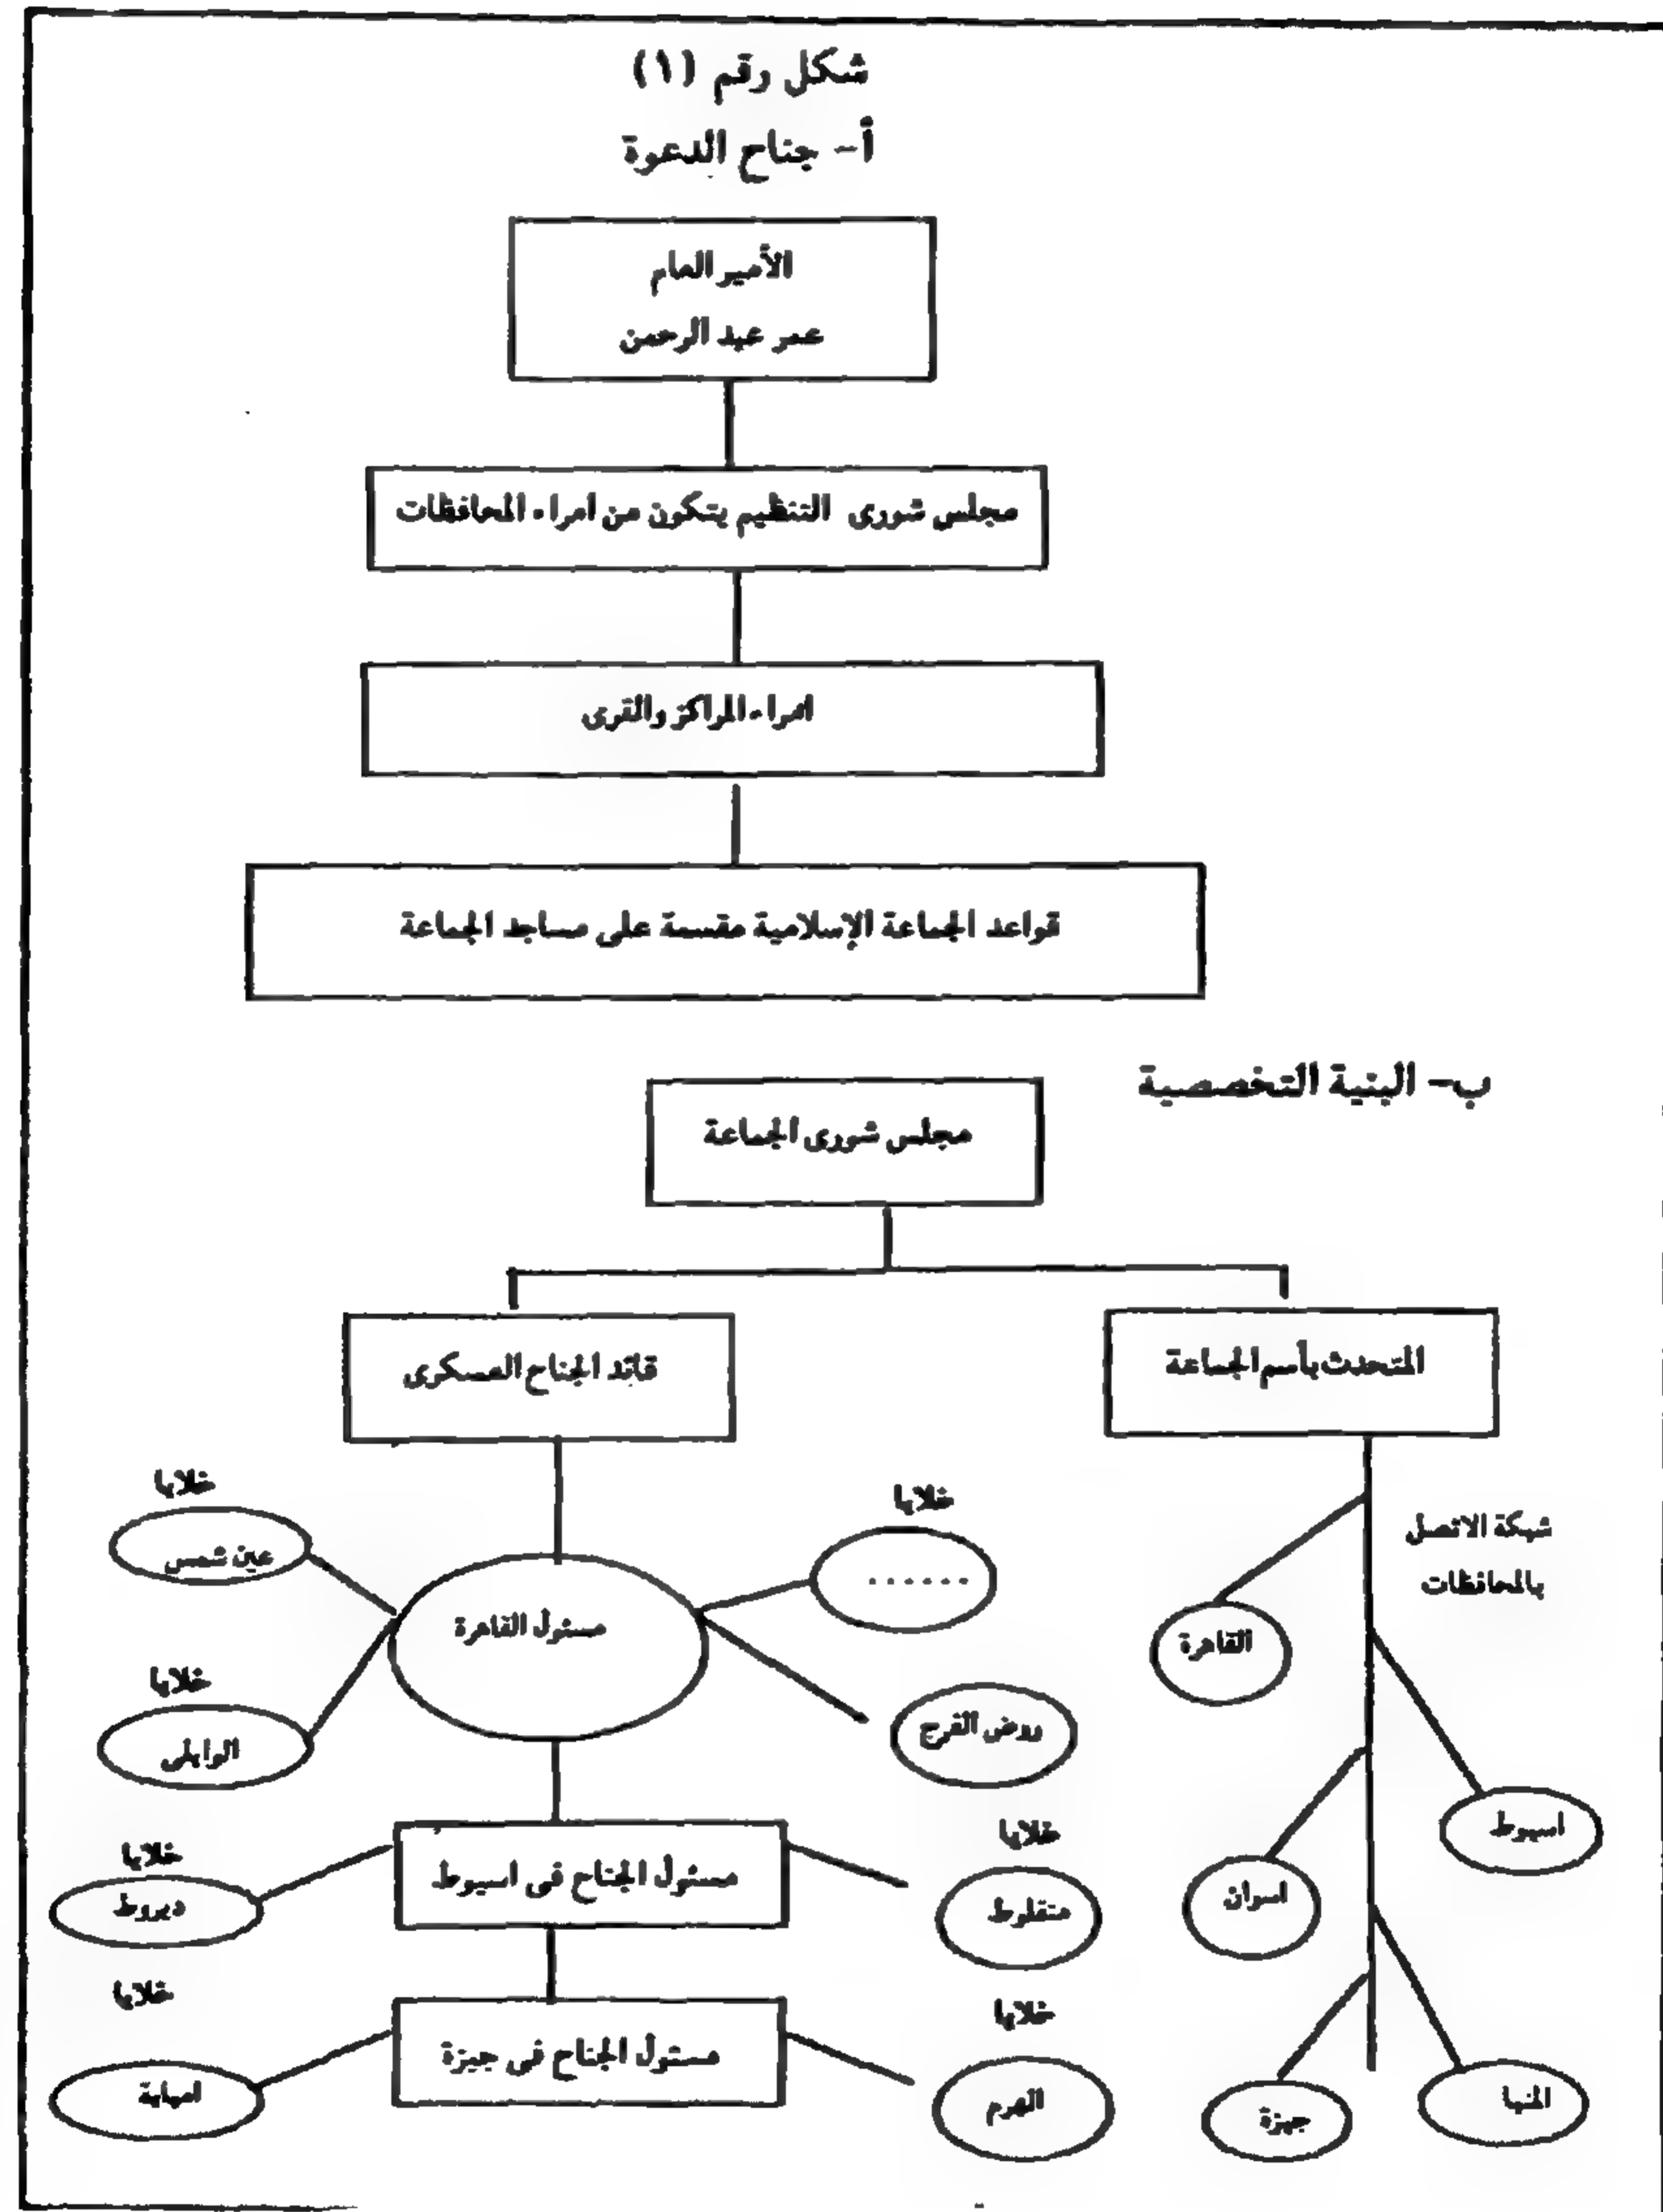 شكل رقم (١)
أ- جناح الدعوة
الأمير العام
عمر عبد الرحمن
مجلس شورى التنظيم يتكون من امراء المحافظات
امراء المراكز والقرى
قواعد الجماعة الإسلامية مقسمة على مساجد الجماعة
ب- البنية التخصصية
مجلس شورى الجماعة
المتحدث بأسم الجماعة
قائد الجناح العسكرى
شبكة الاتصل
بالمحافظات
القاهرة
اسيوط
اسوان
المنيا
جيزة
خلايا
......
خلايا
عين شمس
مسئول القاهرة
روض الفرج
خلايا
الوايلى
خلايا
منفلوط
مسئول الجناح فى اسيوط
خلايا
ديروط
خلايا
الهرم
مسئول الجناح فى جيزة
خلايا
امبابة